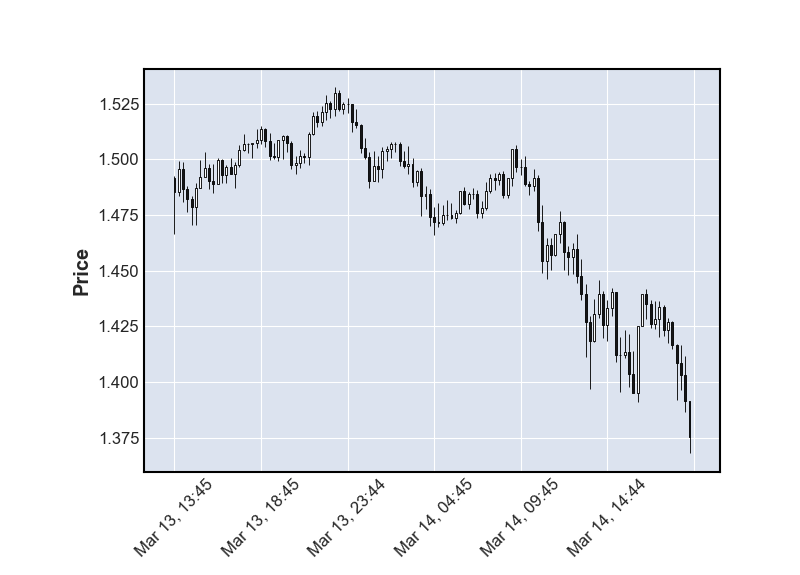 1.525
1.500
1.475
1.450
1.425
1.400
1.375
Price
Mar 13, 13:45
Mar 13, 18:45
Mar 13, 23:44
Mar 14, 04:45
Mar 14, 09:45
Mar 14, 14:44